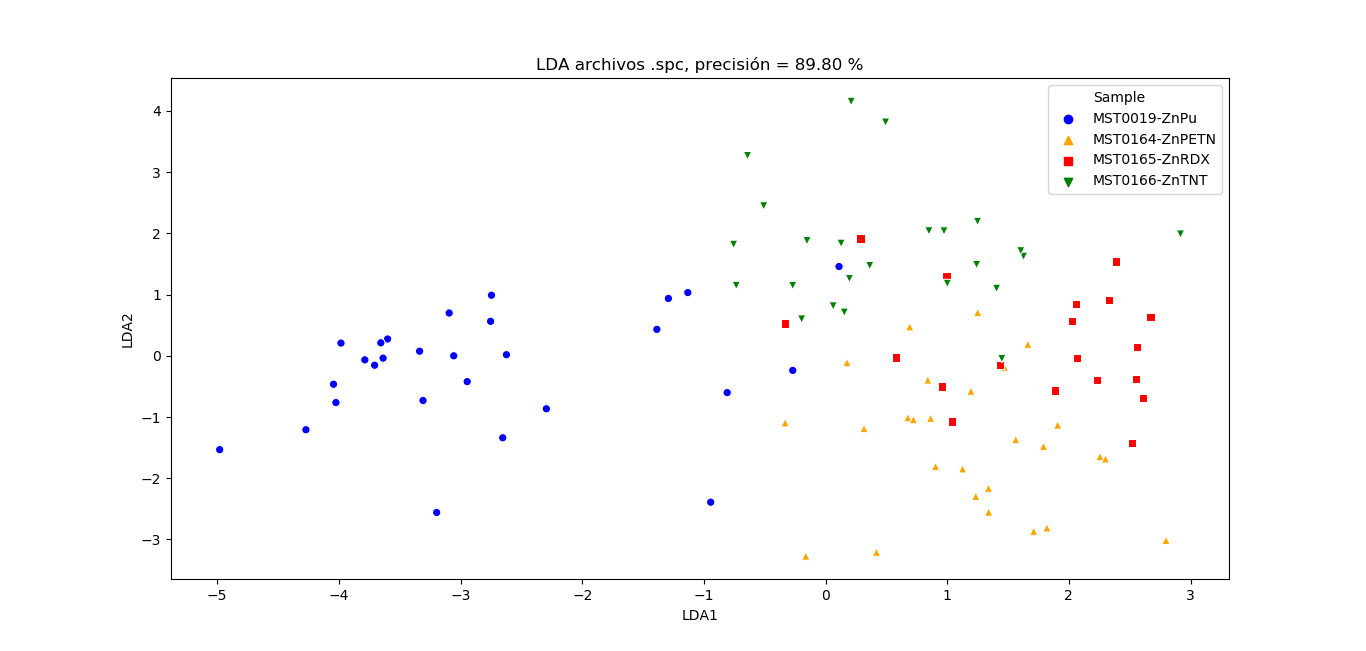 LDA archivos .spc, precisión = 89.80 %
Sample
MST0019-ZnPu
MST0164-ZnPETN
MST0165-ZnRDX
MST0166-ZnTNT
4
3
2
1
0
−1
−2
−3
LDA2
−5 −4 −3 −2 −1 0 1 2 3
LDA1